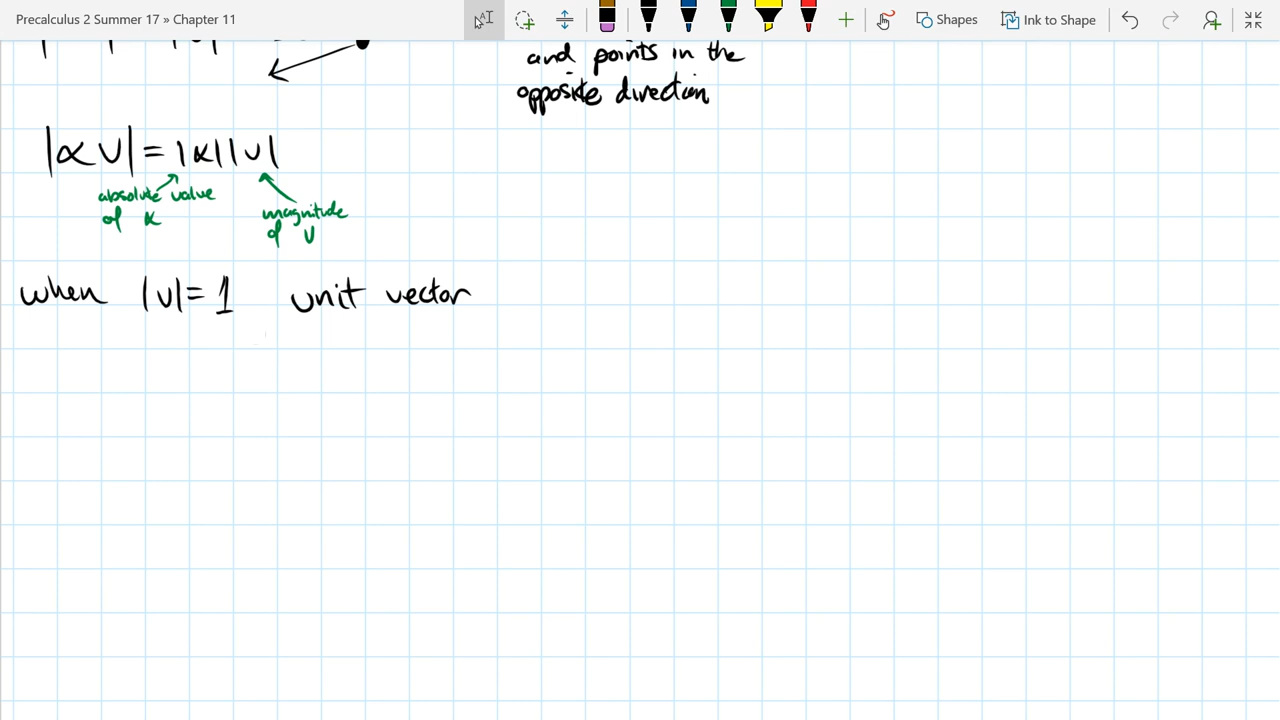 Precalculus 2 Summer 17 » Chapter 11
Shapes
Ink to Shape
and points in the
opposite direction
|αv| = |α||v|
absolute value
of α
magnitude
of v
when |v| = 1 unit vector